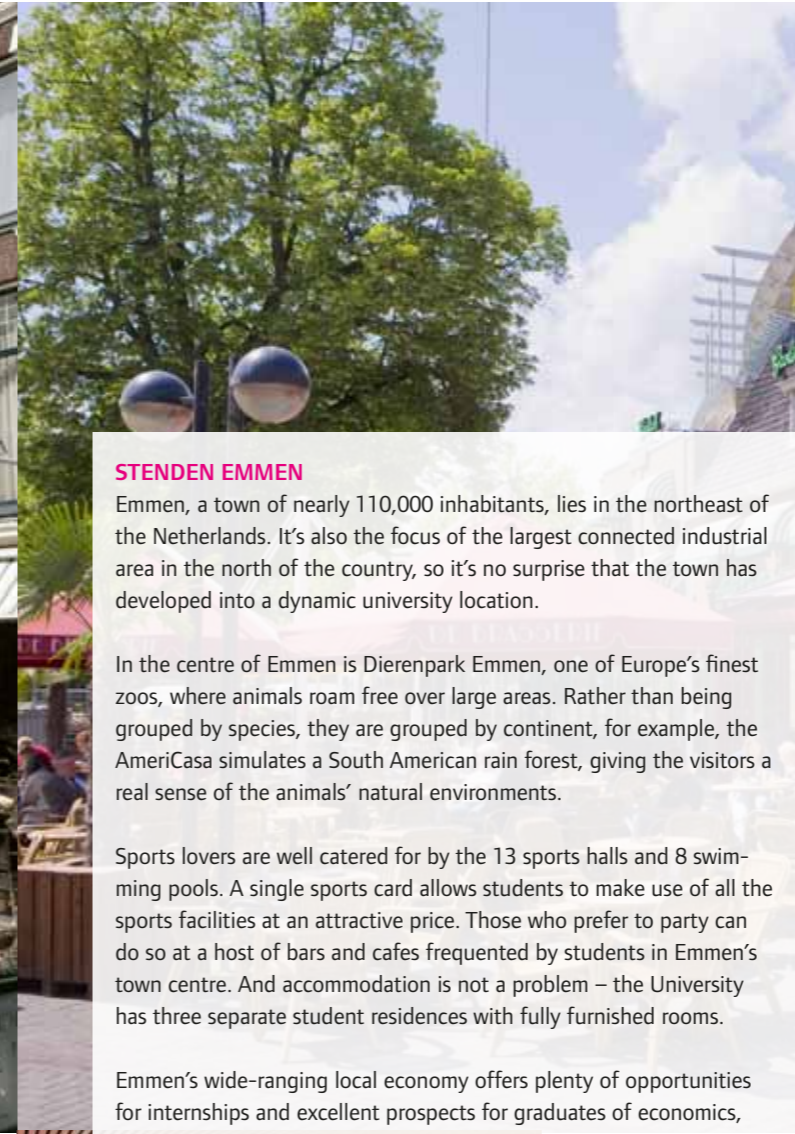 STENDEN EMMEN
Emmen, a town of nearly 110,000 inhabitants, lies in the northeast of
the Netherlands. It’s also the focus of the largest connected industrial
area in the north of the country, so it’s no surprise that the town has
developed into a dynamic university location.
In the centre of Emmen is Dierenpark Emmen, one of Europe’s finest
zoos, where animals roam free over large areas. Rather than being
grouped by species, they are grouped by continent, for example, the
AmeriCasa simulates a South American rain forest, giving the visitors a
real sense of the animals’ natural environments.
Sports lovers are well catered for by the 13 sports halls and 8 swim-
ming pools. A single sports card allows students to make use of all the
sports facilities at an attractive price. Those who prefer to party can
do so at a host of bars and cafes frequented by students in Emmen’s
town centre. And accommodation is not a problem – the University
has three separate student residences with fully furnished rooms.
Emmen’s wide-ranging local economy offers plenty of opportunities
for internships and excellent prospects for graduates of economics,
DE BRASSERIE